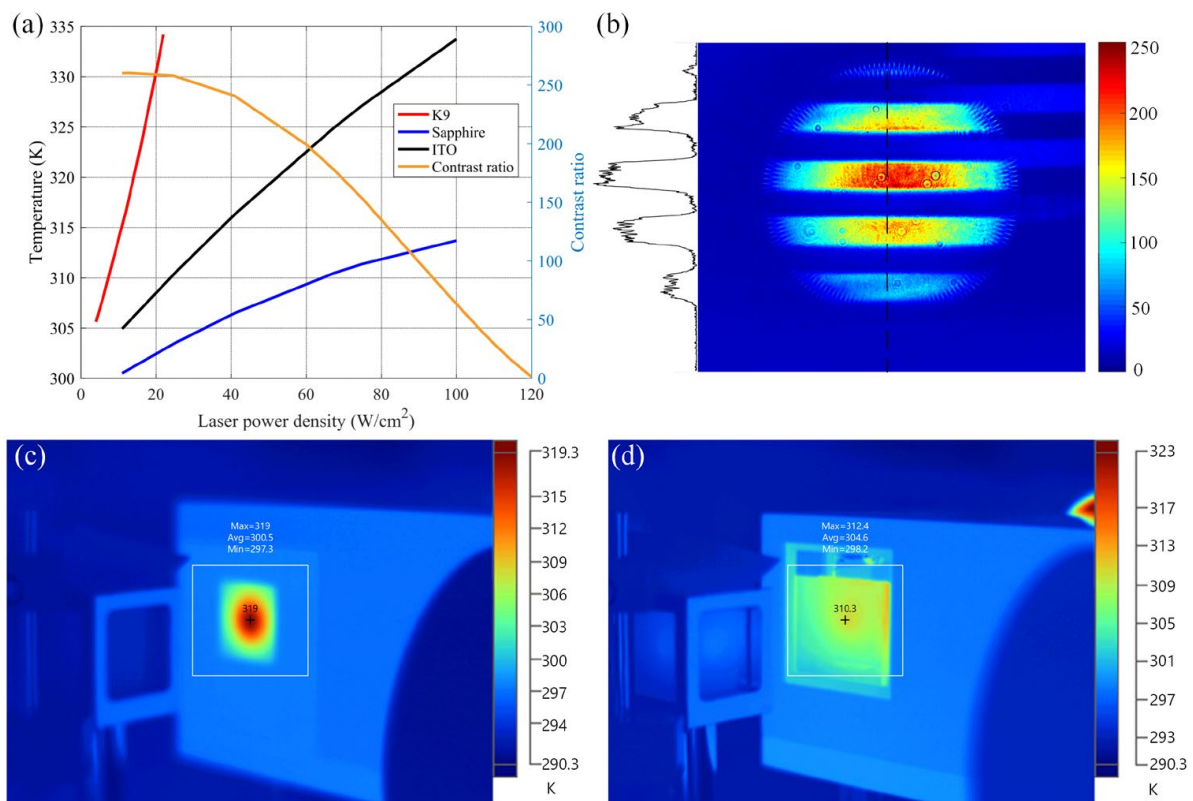 (a)
335
330
325
320
315
310
305
300
Temperature (K)
300
250
200
150
100
50
0
Contrast ratio
K9
Sapphire
ITO
Contrast ratio
0
20
40
60
80
100
120
Laser power density (W/cm²)
(b)
250
200
150
100
50
0
(c)
Max=319
Avg=300.5
Min=297.3
319
319.3
315
312
309
306
303
300
297
294
290.3
K
(d)
Max=312.4
Avg=304.6
Min=298.2
310.3
323
317
313
309
305
301
297
293
290.3
K